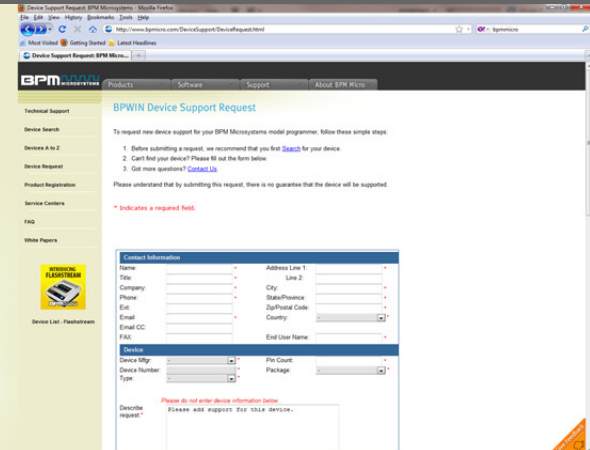 Device Support Request: BPM Microsystems - Mozilla Firefox
File Edit View History Bookmarks Tools Help
http://www.bpmicro.com/DeviceSupport/DeviceRequest.html
bpmmicro
Most Visited Getting Started Latest Headlines
Device Support Request: BPM Micro...
BPM MICROSYSTEMS
Products Software Support About BPM Micro
Technical Support
Device Search
Devices A to Z
Device Request
Product Registration
Service Centers
FAQ
White Papers
INTRODUCING
FLASHSTREAM
Device List - Flashstream
BPWIN Device Support Request
To request new device support for your BPM Microsystems model programmer, follow these simple steps:
1. Before submitting a request, we recommend that you first Search for your device.
2. Can't find your device? Please fill out the form below.
3. Got more questions? Contact Us.
Please understand that by submitting this request, there is no guarantee that the device will be supported.
* Indicates a required field.
Contact Information
Name: * Address Line 1: *
Title: Line 2:
Company: * City: *
Phone: * State/Province: *
Ext: Zip/Postal Code: *
Email * Country: - *
Email CC:
FAX: End User Name: *
Device
Device Mfgr: - * Pin Count: *
Device Number: * Package: - *
Type: - *
Please do not enter device information below
Describe
request:*
Please add support for this device.
Feedback